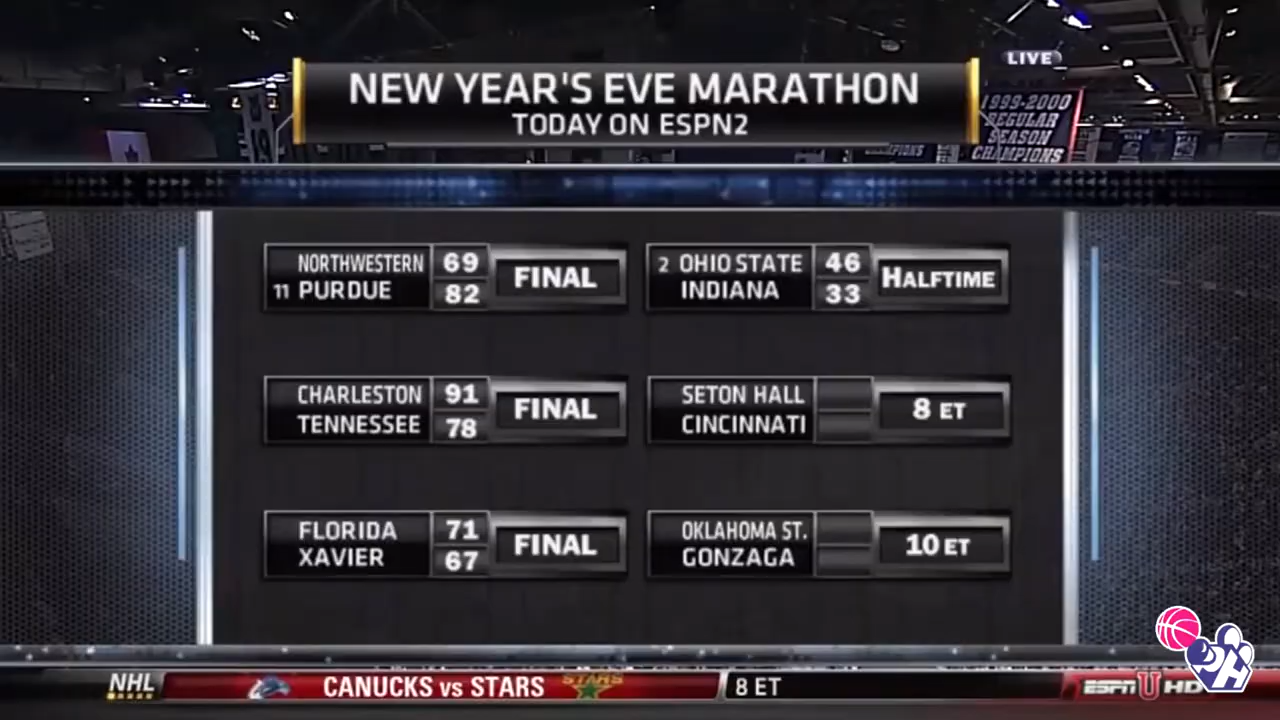 NEW YEAR'S EVE MARATHON
TODAY ON ESPN2
LIVE
1999-2000
REGULAR
SEASON
CHAMPIONS
NORTHWESTERN 69
11 PURDUE 82
FINAL
2 OHIO STATE 46
INDIANA 33
HALFTIME
CHARLESTON 91
TENNESSEE 78
FINAL
SETON HALL
CINCINNATI
8 ET
FLORIDA 71
XAVIER 67
FINAL
OKLAHOMA ST.
GONZAGA
10 ET
NHL CANUCKS vs STARS STARS 8 ET ESPNU HD